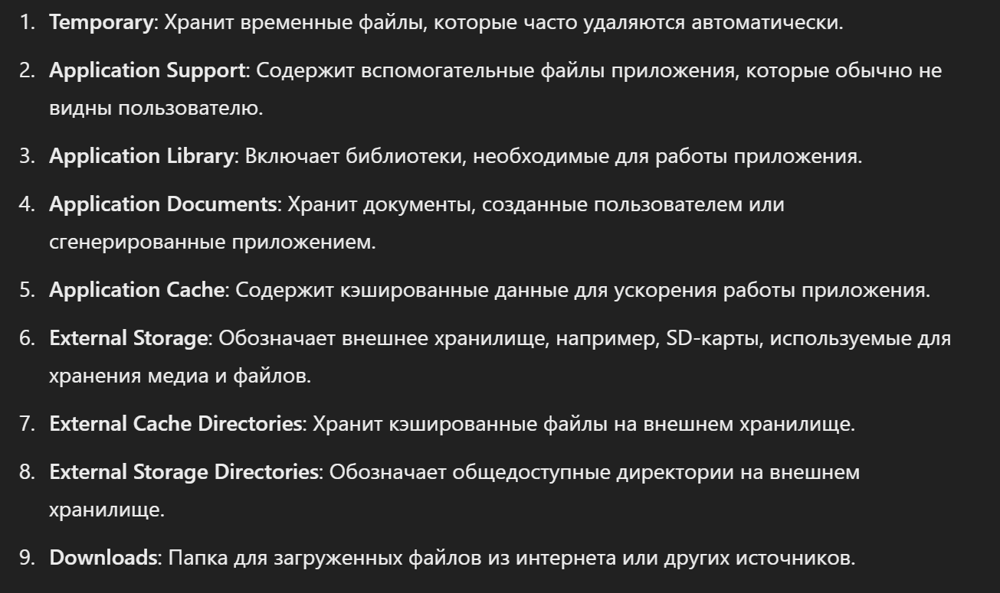 1. Temporary: Хранит временные файлы, которые часто удаляются автоматически.
2. Application Support: Содержит вспомогательные файлы приложения, которые обычно не
видны пользователю.
3. Application Library: Включает библиотеки, необходимые для работы приложения.
4. Application Documents: Хранит документы, созданные пользователем или
сгенерированные приложением.
5. Application Cache: Содержит кэшированные данные для ускорения работы приложения.
6. External Storage: Обозначает внешнее хранилище, например, SD-карты, используемые для
хранения медиа и файлов.
7. External Cache Directories: Хранит кэшированные файлы на внешнем хранилище.
8. External Storage Directories: Обозначает общедоступные директории на внешнем
хранилище.
9. Downloads: Папка для загруженных файлов из интернета или других источников.